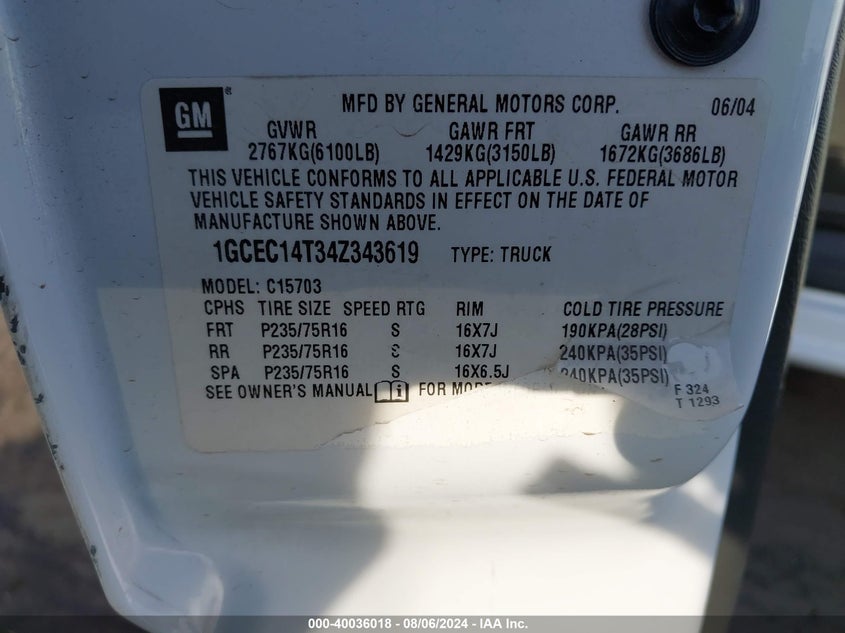 GM ®
MFD BY GENERAL MOTORS CORP. 06/04
GVWR GAWR FRT GAWR RR
2767KG(6100LB) 1429KG(3150LB) 1672KG(3686LB)
THIS VEHICLE CONFORMS TO ALL APPLICABLE U.S. FEDERAL MOTOR
VEHICLE SAFETY STANDARDS IN EFFECT ON THE DATE OF
MANUFACTURE SHOWN ABOVE.
1GCEC14T34Z343619 TYPE: TRUCK
MODEL: C15703
CPHS TIRE SIZE SPEED RTG RIM COLD TIRE PRESSURE
FRT P235/75R16 S 16X7J 190KPA(28PSI)
RR P235/75R16 S 16X7J 240KPA(35PSI)
SPA P235/75R16 S 16X6.5J 240KPA(35PSI)
SEE OWNER'S MANUAL FOR MORE
F 324
T 1293
000-40036018 - 08/06/2024 - IAA Inc.